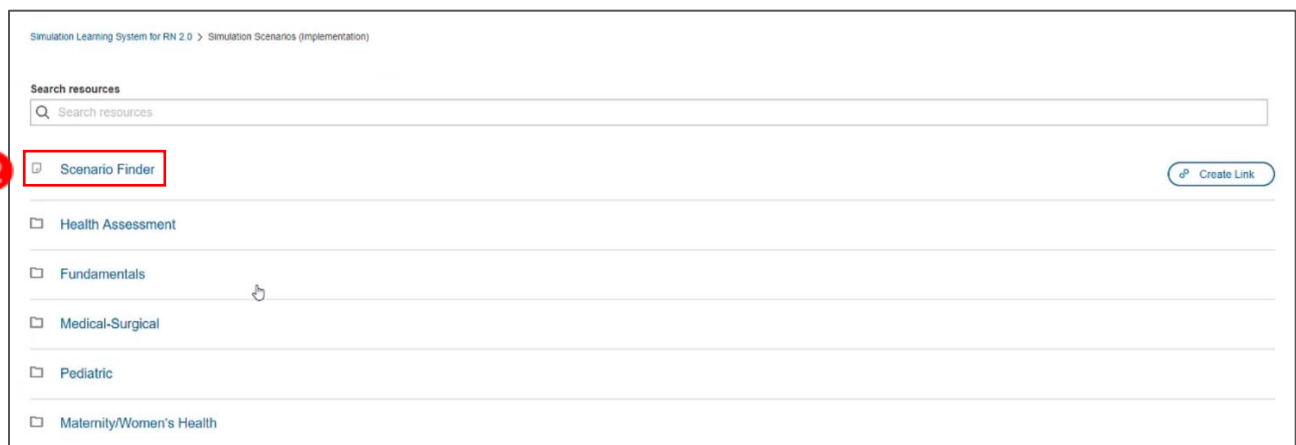 Simulation Learning System for RN 2.0 > Simulation Scenarios (Implementation)
Search resources
Search resources
Scenario Finder
Create Link
Health Assessment
Fundamentals
Medical-Surgical
Pediatric
Maternity/Women's Health